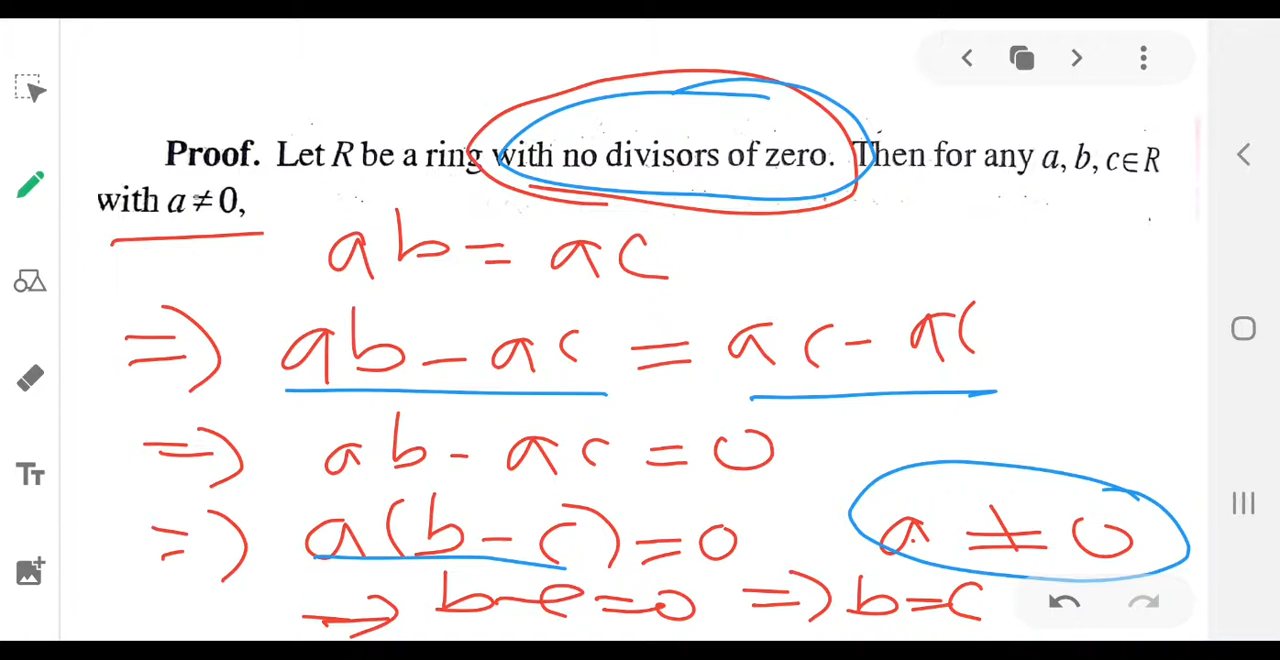 Proof. Let R be a ring with no divisors of zero. Then for any a, b, c∈R
with a ≠ 0,
ab = ac
⇒ ab - ac = ac - ac
⇒ ab - ac = 0
⇒ a(b - c) = 0 a ≠ 0
→ b - c = 0 ⇒ b = c
Tт